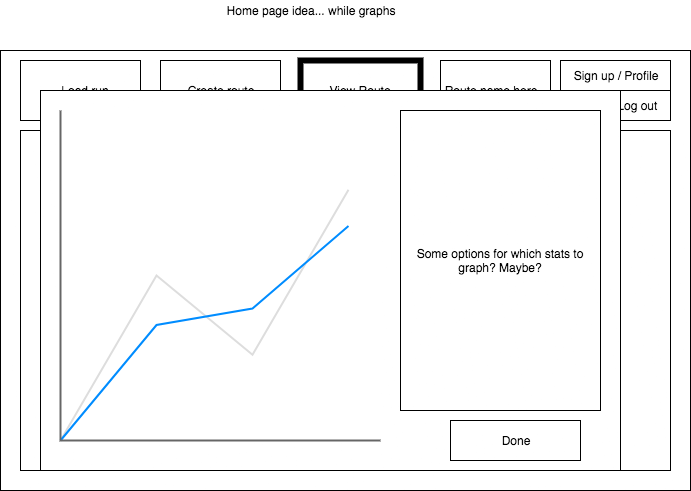 Home page idea... while graphs
Load run
Create route
View Route
Route name here
Sign up / Profile
Log out
Some options for which stats to
graph? Maybe?
Done